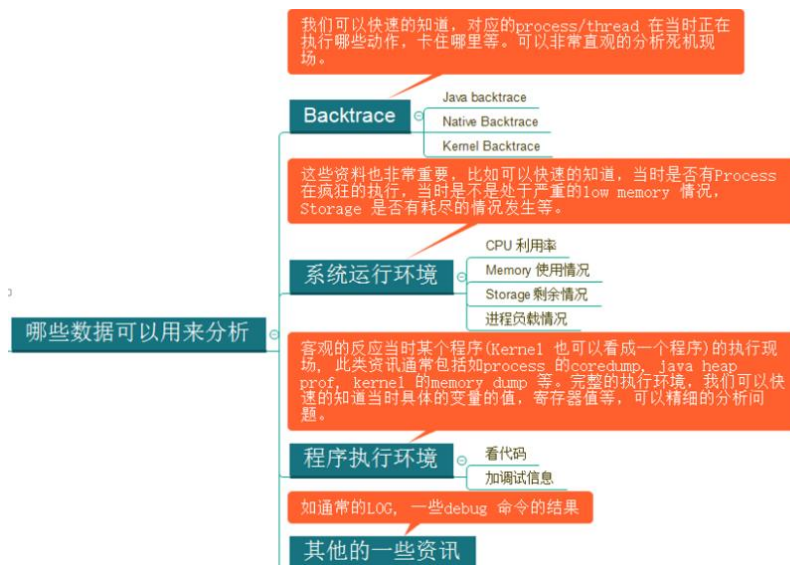 我们可以快速的知道，对应的process/thread 在当时正在
执行哪些动作，卡住哪里等。可以非常直观的分析死机现
场。
Backtrace
Java backtrace
Native Backtrace
Kernel Backtrace
这些资料也非常重要，比如可以快速的知道，当时是否有Process
在疯狂的执行，当时是不是处于严重的low memory 情况，
Storage 是否有耗尽的情况发生等。
系统运行环境
CPU 利用率
Memory 使用情况
Storage 剩余情况
进程负载情况
哪些数据可以用来分析
客观的反应当时某个程序(Kernel 也可以看成一个程序)的执行现
场，此类资讯通常包括如process 的coredump, java heap
prof, kernel 的memory dump 等。完整的执行环境，我们可以快
速的知道当时具体的变量的值，寄存器值等，可以精细的分析问
题。
程序执行环境
看代码
加调试信息
如通常的LOG, 一些debug 命令的结果
其他的一些资讯